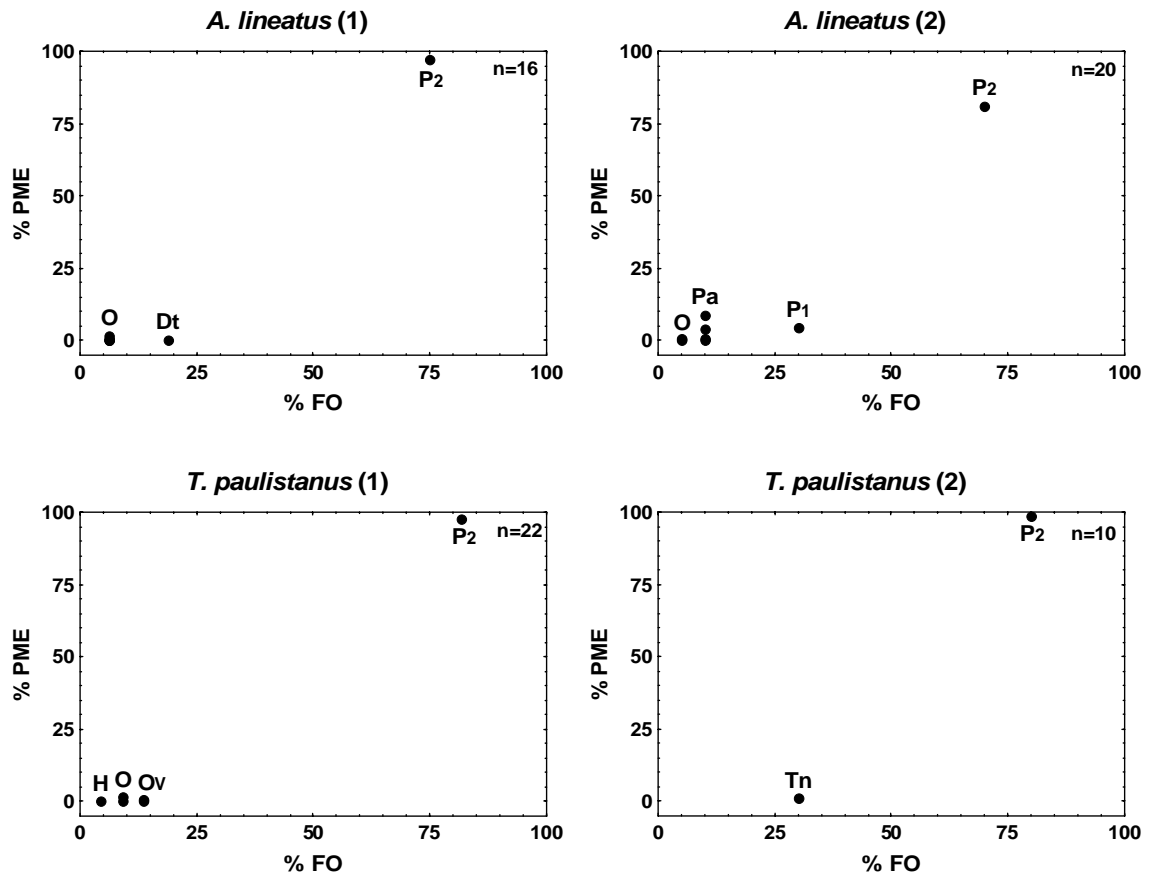 A. lineatus (1)
100
75
50
25
0
% PME
n=16
P2
O
Dt
0 25 50 75 100
% FO
A. lineatus (2)
100
75
50
25
0
% PME
n=20
P2
Pa
O
P1
0 25 50 75 100
% FO
T. paulistanus (1)
100
75
50
25
0
% PME
n=22
P2
H O OV
0 25 50 75 100
% FO
T. paulistanus (2)
100
75
50
25
0
% PME
n=10
P2
Tn
0 25 50 75 100
% FO